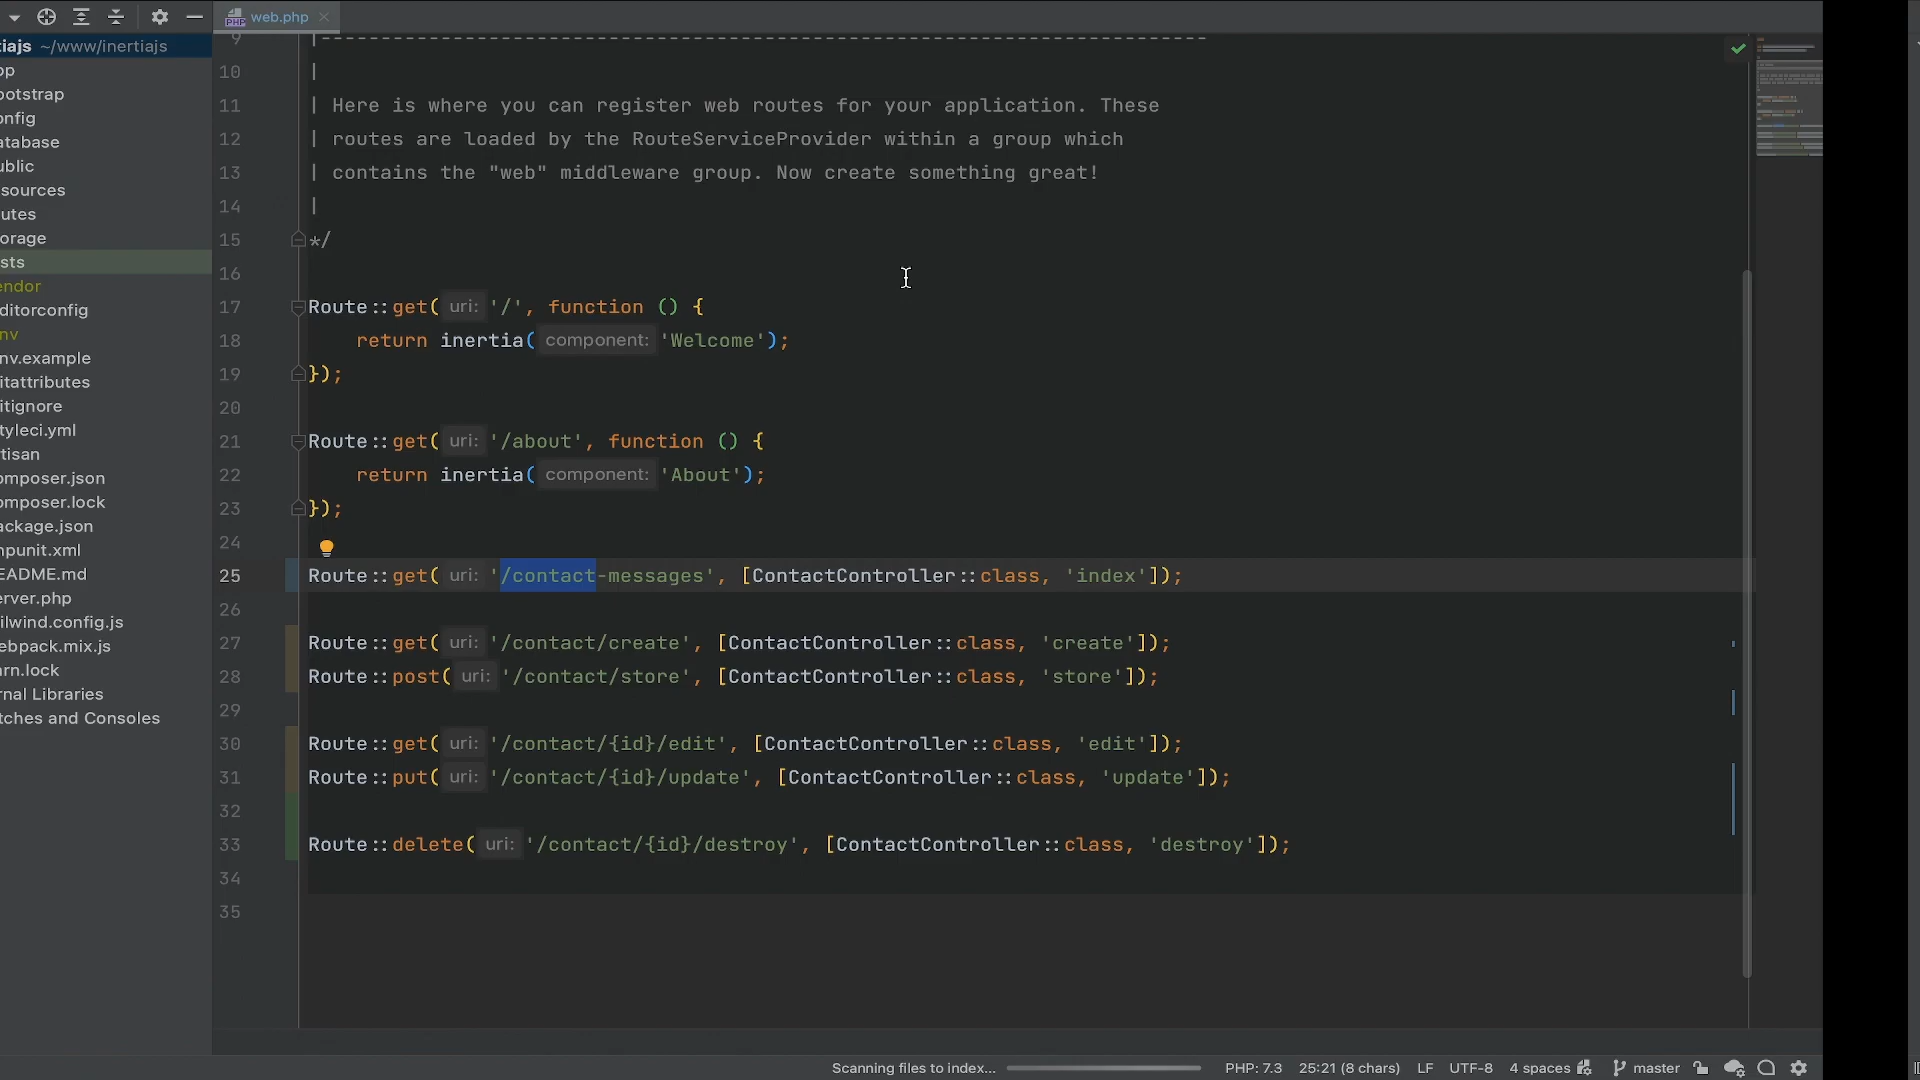 web.php
iajs ~/www/inertiajs
pp
ootstrap
onfig
atabase
ublic
sources
utes
orage
sts
endor
ditorconfig
nv
nv.example
itattributes
itignore
tyleci.yml
tisan
omposer.json
omposer.lock
ackage.json
hpunit.xml
EADME.md
erver.php
ilwind.config.js
ebpack.mix.js
arn.lock
rnal Libraries
tches and Consoles
9 |--------------------------------------------------------------------------
10 |
11 | Here is where you can register web routes for your application. These
12 | routes are loaded by the RouteServiceProvider within a group which
13 | contains the "web" middleware group. Now create something great!
14 |
15 */
16
17 Route::get( uri: '/', function () {
18 return inertia( component: 'Welcome');
19 });
20
21 Route::get( uri: '/about', function () {
22 return inertia( component: 'About');
23 });
24
25 Route::get( uri: '/contact-messages', [ContactController::class, 'index']);
26
27 Route::get( uri: '/contact/create', [ContactController::class, 'create']);
28 Route::post( uri: '/contact/store', [ContactController::class, 'store']);
29
30 Route::get( uri: '/contact/{id}/edit', [ContactController::class, 'edit']);
31 Route::put( uri: '/contact/{id}/update', [ContactController::class, 'update']);
32
33 Route::delete( uri: '/contact/{id}/destroy', [ContactController::class, 'destroy']);
34
35
Scanning files to index... PHP: 7.3 25:21 (8 chars) LF UTF-8 4 spaces master